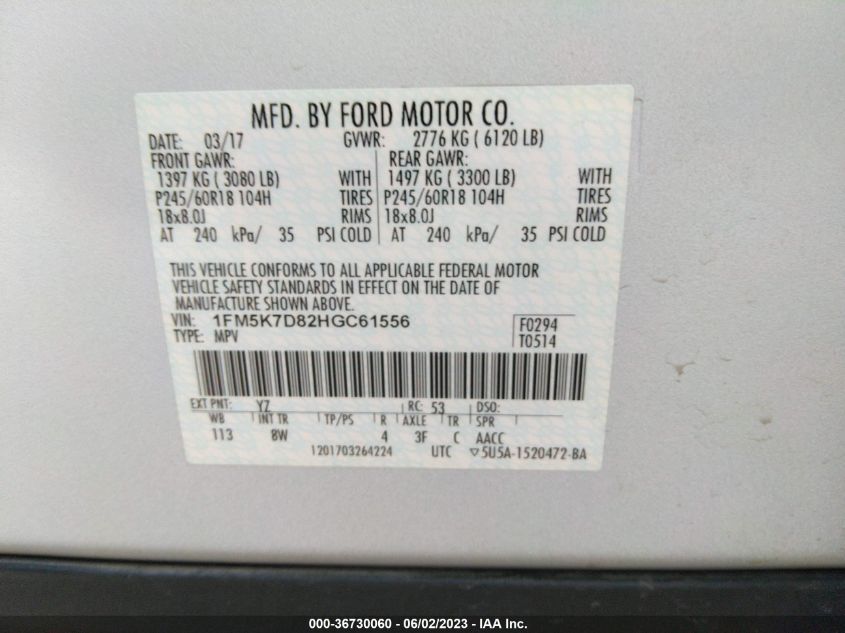 MFD. BY FORD MOTOR CO.
DATE: 03/17 GVWR: 2776 KG ( 6120 LB)
FRONT GAWR: REAR GAWR:
1397 KG ( 3080 LB) WITH 1497 KG ( 3300 LB) WITH
P245/60R18 104H TIRES P245/60R18 104H TIRES
18x8.0J RIMS 18x8.0J RIMS
AT 240 kPa/ 35 PSI COLD AT 240 kPa/ 35 PSI COLD
THIS VEHICLE CONFORMS TO ALL APPLICABLE FEDERAL MOTOR
VEHICLE SAFETY STANDARDS IN EFFECT ON THE DATE OF
MANUFACTURE SHOWN ABOVE.
VIN: 1FM5K7D82HGC61556 F0294
TYPE: MPV T0514
EXT PNT: YZ RC: 53 DSO:
WB INT TR TP/PS R AXLE TR SPR
113 8W 4 3F C AACC
1201703264224 UTC ▽5U5A-1520472-BA
000-36730060 - 06/02/2023 - IAA Inc.